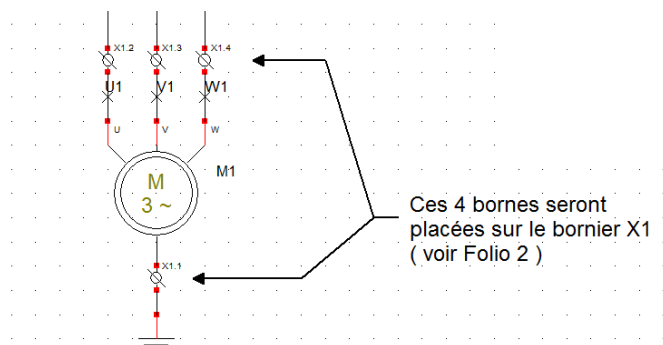 X1.2 X1.3 X1.4
U1 V1 W1
U V W
M
3 ~
M1
Ces 4 bornes seront
placées sur le bornier X1
( voir Folio 2 )
X1.1